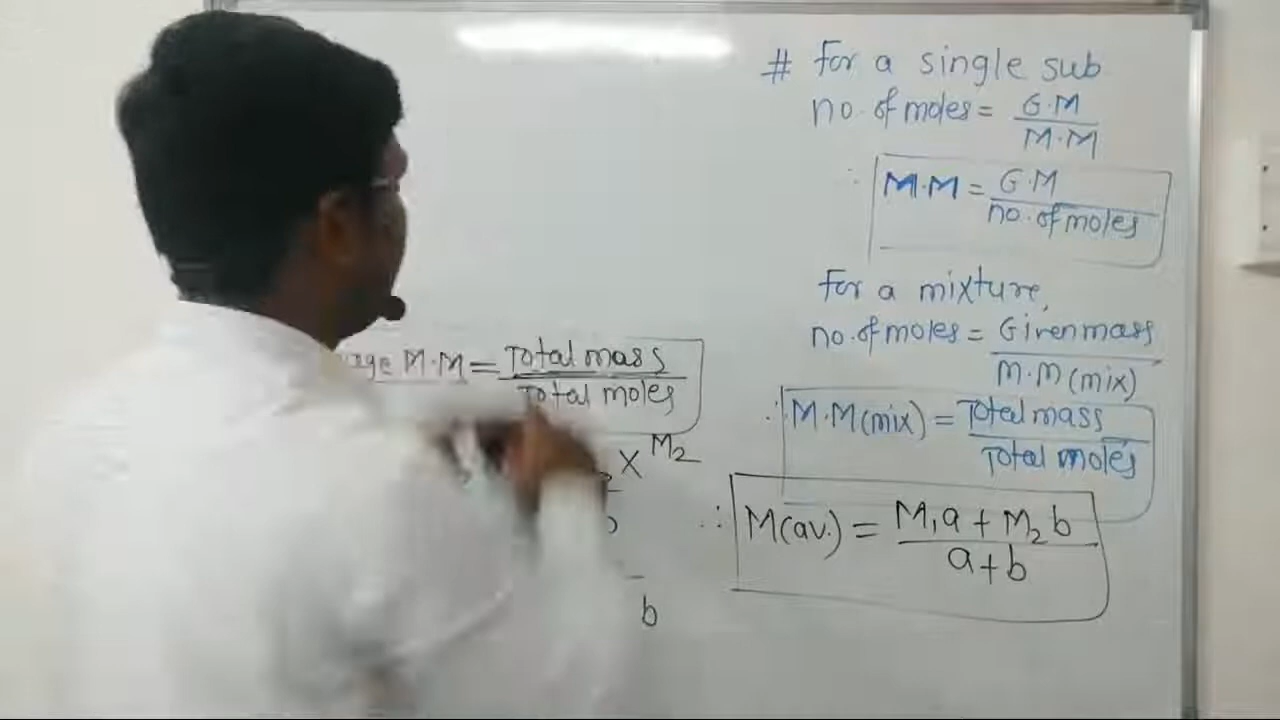 # for a single sub
no. of moles = G.M / M.M
M.M = G.M / no. of moles
for a mixture,
no. of moles = Given mass / M.M (mix)
∴ M.M (mix) = Total mass / Total moles
∴ M(av.) = M₁a + M₂b / a + b
M.M = Total mass / Total moles
x M₂
b